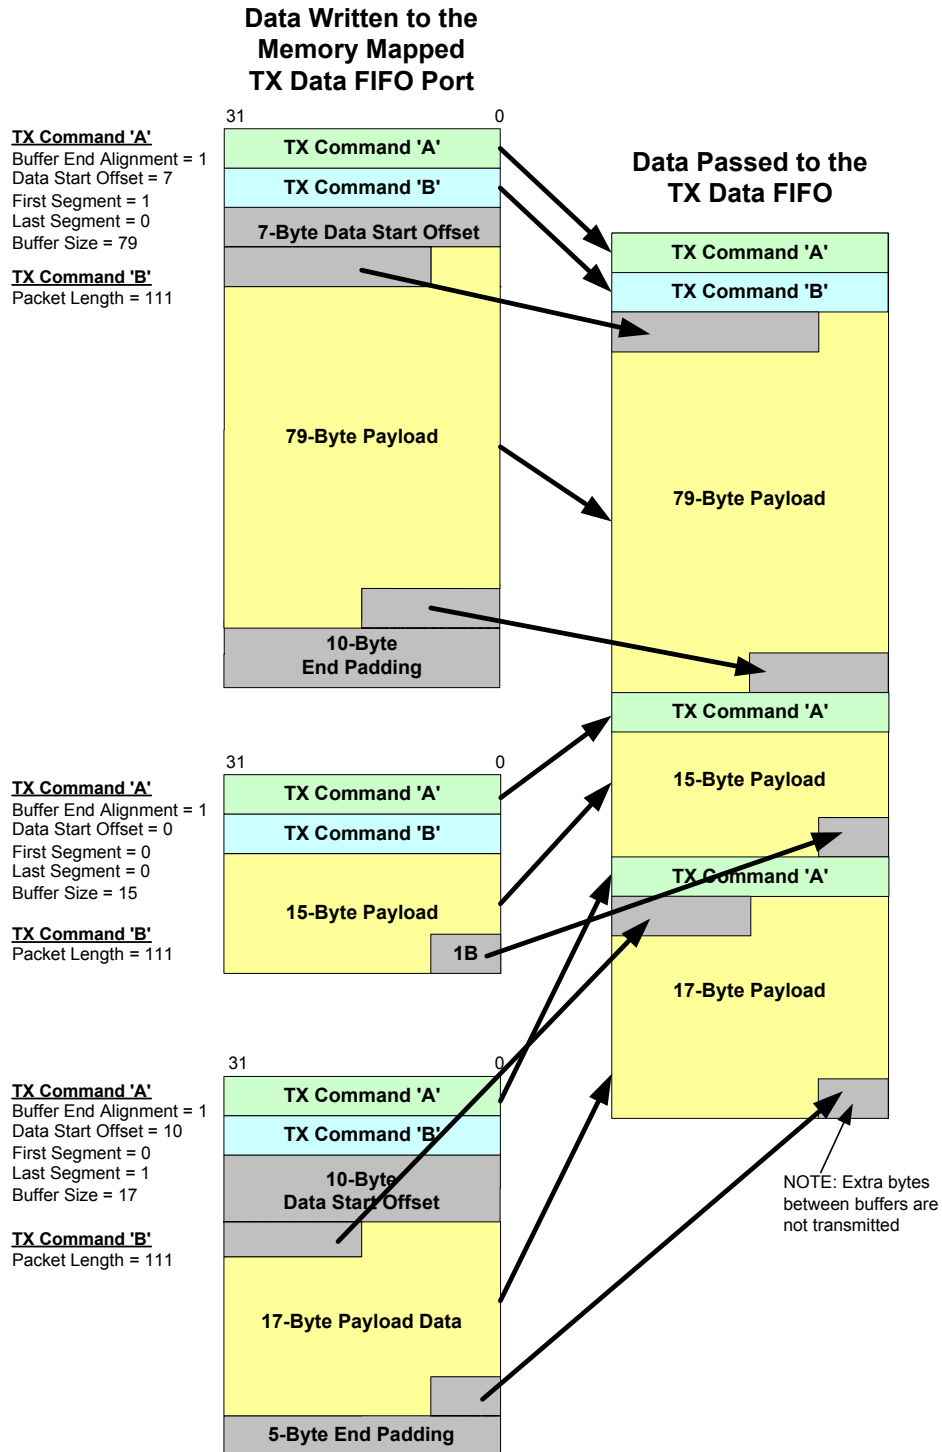 Data Written to the
Memory Mapped
TX Data FIFO Port
31
0
TX Command 'A'
Buffer End Alignment = 1
Data Start Offset = 7
First Segment = 1
Last Segment = 0
Buffer Size = 79
TX Command 'B'
Packet Length = 111
TX Command 'A'
TX Command 'B'
7-Byte Data Start Offset
79-Byte Payload
10-Byte
End Padding
Data Passed to the
TX Data FIFO
TX Command 'A'
TX Command 'B'
79-Byte Payload
TX Command 'A'
15-Byte Payload
TX Command 'A'
17-Byte Payload
NOTE: Extra bytes
between buffers are
not transmitted
31
0
TX Command 'A'
Buffer End Alignment = 1
Data Start Offset = 0
First Segment = 0
Last Segment = 0
Buffer Size = 15
TX Command 'B'
Packet Length = 111
TX Command 'A'
TX Command 'B'
15-Byte Payload
1B
31
0
TX Command 'A'
Buffer End Alignment = 1
Data Start Offset = 10
First Segment = 0
Last Segment = 1
Buffer Size = 17
TX Command 'B'
Packet Length = 111
TX Command 'A'
TX Command 'B'
10-Byte
Data Start Offset
17-Byte Payload Data
5-Byte End Padding